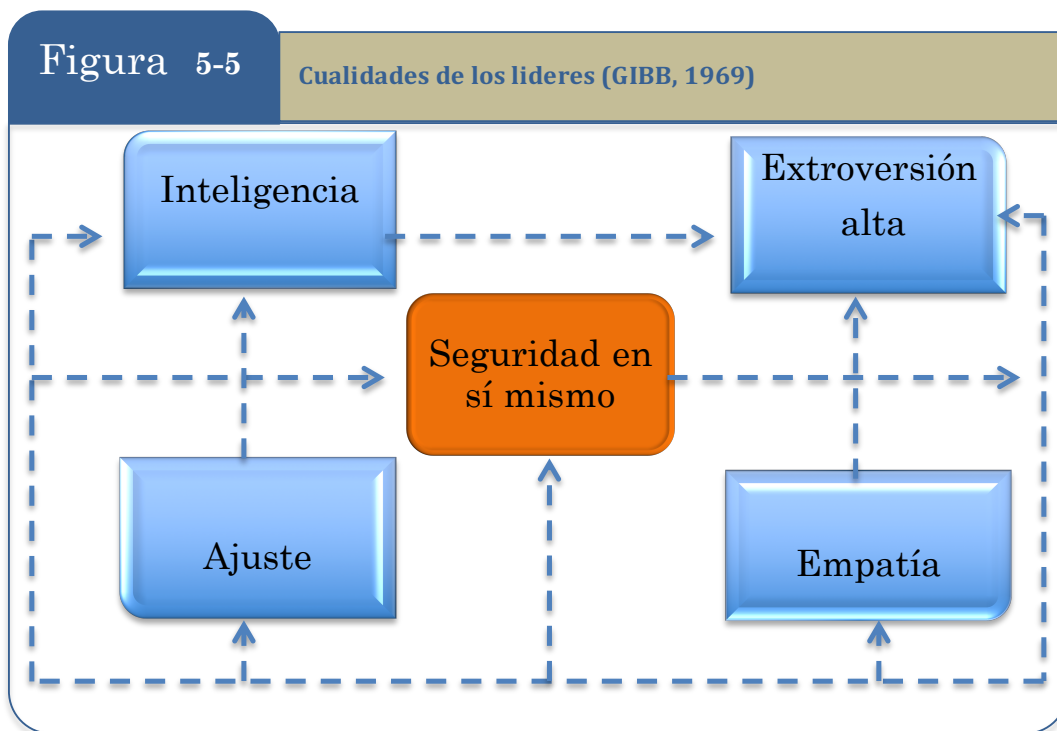 Figura 5-5
Cualidades de los lideres (GIBB, 1969)
Inteligencia
Extroversión
alta
Seguridad en
sí mismo
Ajuste
Empatía